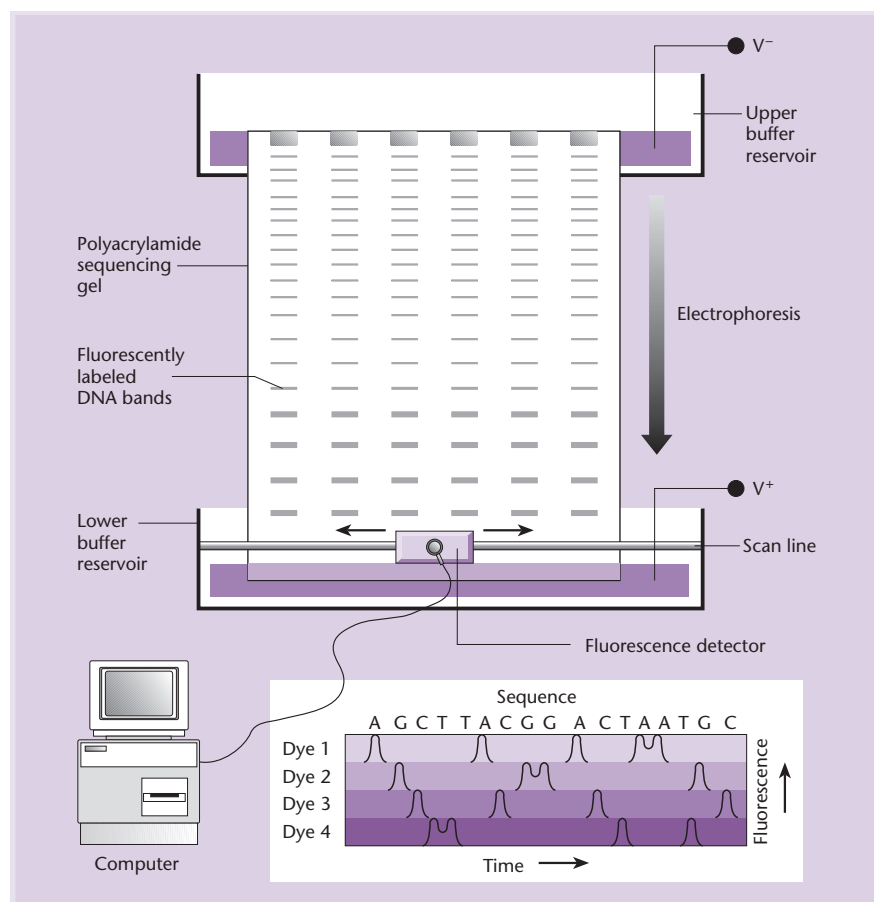 V−
Upper
buffer
reservoir
Polyacrylamide
sequencing
gel
Electrophoresis
Fluorescently
labeled
DNA bands
V+
Lower
buffer
reservoir
Scan line
Fluorescence detector
Sequence
A G C T T A C G G A C T A A T G C
Dye 1
Dye 2
Dye 3
Dye 4
Fluorescence
Time
Computer